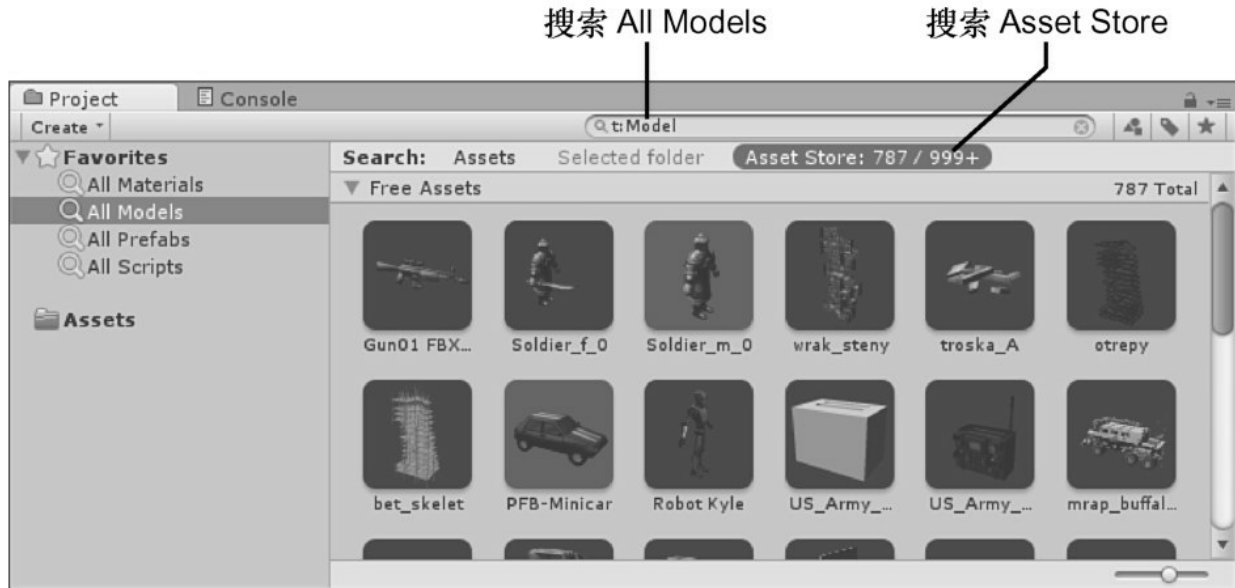 搜索 All Models
搜索 Asset Store
Project
Console
Create
t:Model
Favorites
All Materials
All Models
All Prefabs
All Scripts
Assets
Search: Assets Selected folder Asset Store: 787 / 999+
Free Assets 787 Total
Gun01 FBX... Soldier_f_0 Soldier_m_0 wrak_steny troska_A otrepy
bet_skelet PFB-Minicar Robot Kyle US_Army_... US_Army_... mrap_buffal...